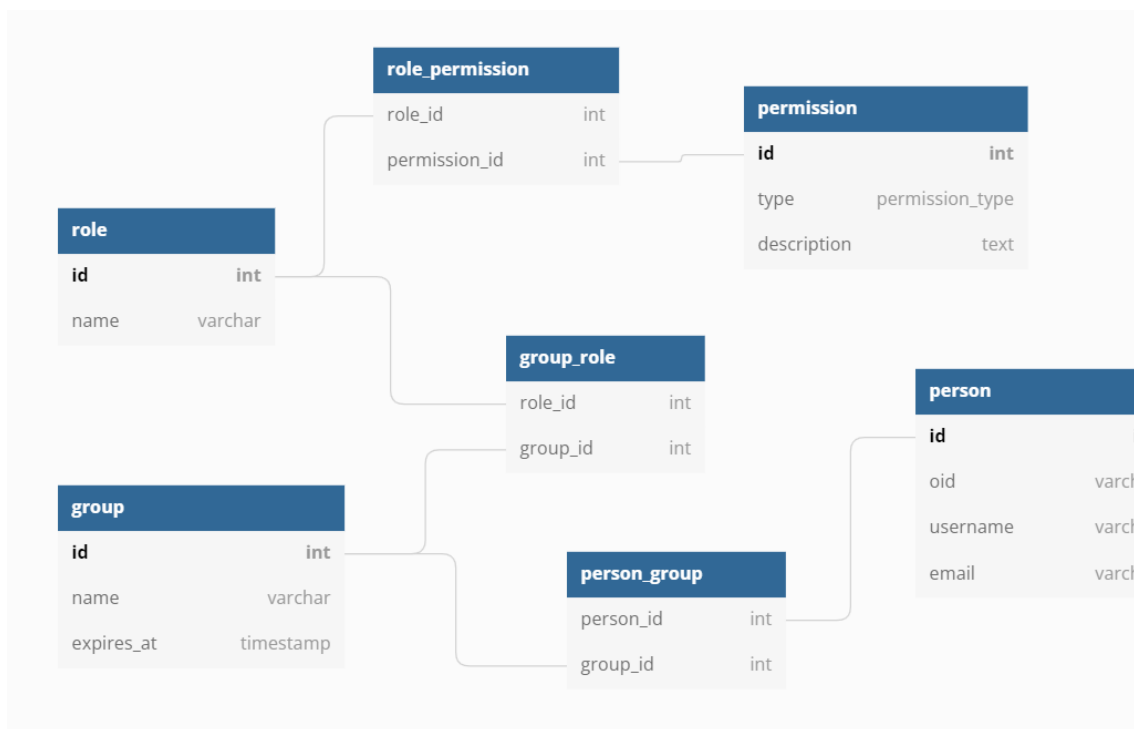 role_permission
role_id int
permission_id int
permission
id int
type permission_type
description text
role
id int
name varchar
group_role
role_id int
group_id int
person
id
oid
username
email
group
id int
name varchar
expires_at timestamp
person_group
person_id int
group_id int